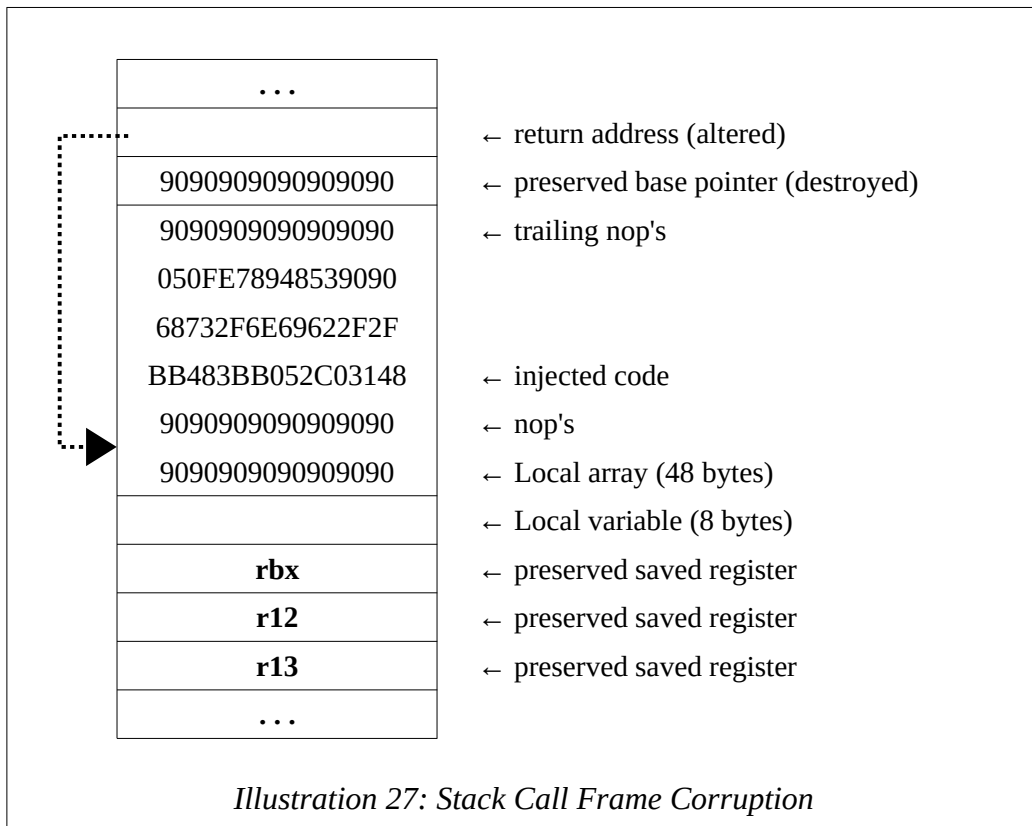 . . .
← return address (altered)
9090909090909090 ← preserved base pointer (destroyed)
9090909090909090 ← trailing nop's
050FE78948539090
68732F6E69622F2F
BB483BB052C03148 ← injected code
9090909090909090 ← nop's
9090909090909090 ← Local array (48 bytes)
← Local variable (8 bytes)
rbx ← preserved saved register
r12 ← preserved saved register
r13 ← preserved saved register
. . .
Illustration 27: Stack Call Frame Corruption